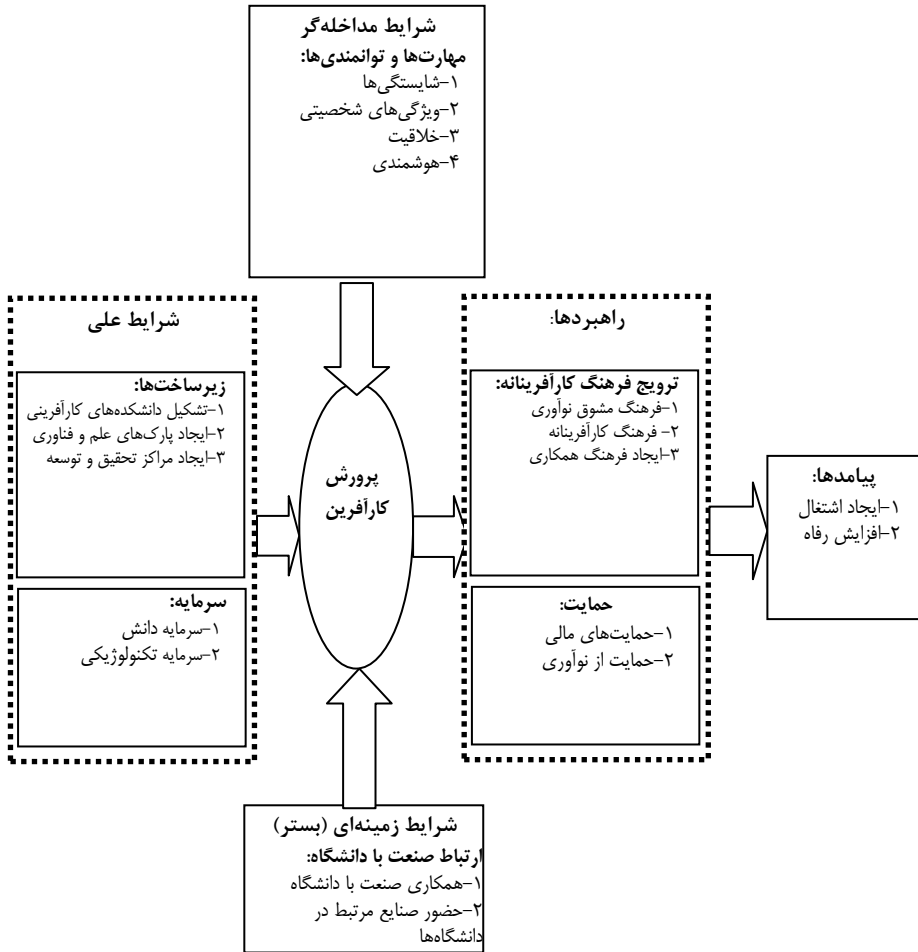 شرایط مداخله‌گر
مهارت‌ها و توانمندی‌ها:
۱-شایستگی‌ها
۲-ویژگی‌های شخصیتی
۳-خلاقیت
۴-هوشمندی
شرایط علی
زیرساخت‌ها:
۱-تشکیل دانشکده‌های کارآفرینی
۲-ایجاد پارک‌های علم و فناوری
۳-ایجاد مراکز تحقیق و توسعه
سرمایه:
۱-سرمایه دانش
۲-سرمایه تکنولوژیکی
پرورش
کارآفرین
راهبردها:
ترویج فرهنگ کارآفرینانه:
۱-فرهنگ مشوق نوآوری
۲- فرهنگ کارآفرینانه
۳-ایجاد فرهنگ همکاری
حمایت:
۱-حمایت‌های مالی
۲-حمایت از نوآوری
پیامدها:
۱-ایجاد اشتغال
۲-افزایش رفاه
شرایط زمینه‌ای (بستر)
ارتباط صنعت با دانشگاه:
۱-همکاری صنعت با دانشگاه
۲-حضور صنایع مرتبط در
دانشگاه‌ها